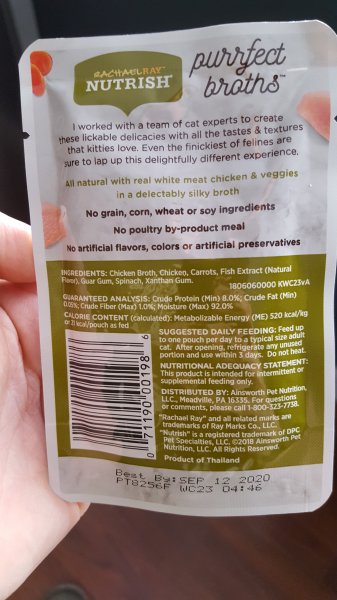 RACHAELRAY™
NUTRISH®
purrfect
broths™
I worked with a team of cat experts to create
these lickable delicacies with all the tastes & textures
that kitties love. Even the finickiest of felines are
sure to lap up this delightfully different experience.
All natural with real white meat chicken & veggies
in a delectably silky broth
No grain, corn, wheat or soy ingredients
No poultry by-product meal
No artificial flavors, colors or artificial preservatives
INGREDIENTS: Chicken Broth, Chicken, Carrots, Fish Extract (Natural
Flavor), Guar Gum, Spinach, Xanthan Gum.
1806060000 KWC23vA
GUARANTEED ANALYSIS: Crude Protein (Min) 8.0%; Crude Fat (Min)
0.05%, Crude Fiber (Max) 1.0%; Moisture (Max) 92.0%
CALORIE CONTENT (calculated): Metabolizable Energy (ME) 520 kcal/kg
or 21 kcal/pouch as fed
SUGGESTED DAILY FEEDING: Feed up
to one pouch per day to a typical size adult
cat. After opening, refrigerate any unused
portion and use within 3 days. Do not heat.
NUTRITIONAL ADEQUACY STATEMENT:
This product is intended for intermittent or
supplemental feeding only.
DISTRIBUTED BY: Ainsworth Pet Nutrition,
LLC., Meadville, PA 16335. For questions
or comments, please call 1-800-323-7738.
"Rachael Ray" and all related marks are
trademarks of Ray Marks Co., LLC.
"Nutrish" is a registered trademark of DPC
Pet Specialties, LLC. ©2018 Ainsworth Pet
Nutrition, LLC. All Rights Reserved.
Product of Thailand
0 71190 00198 6
Best By: SEP 12 2020
PT8256F WC23 04:46